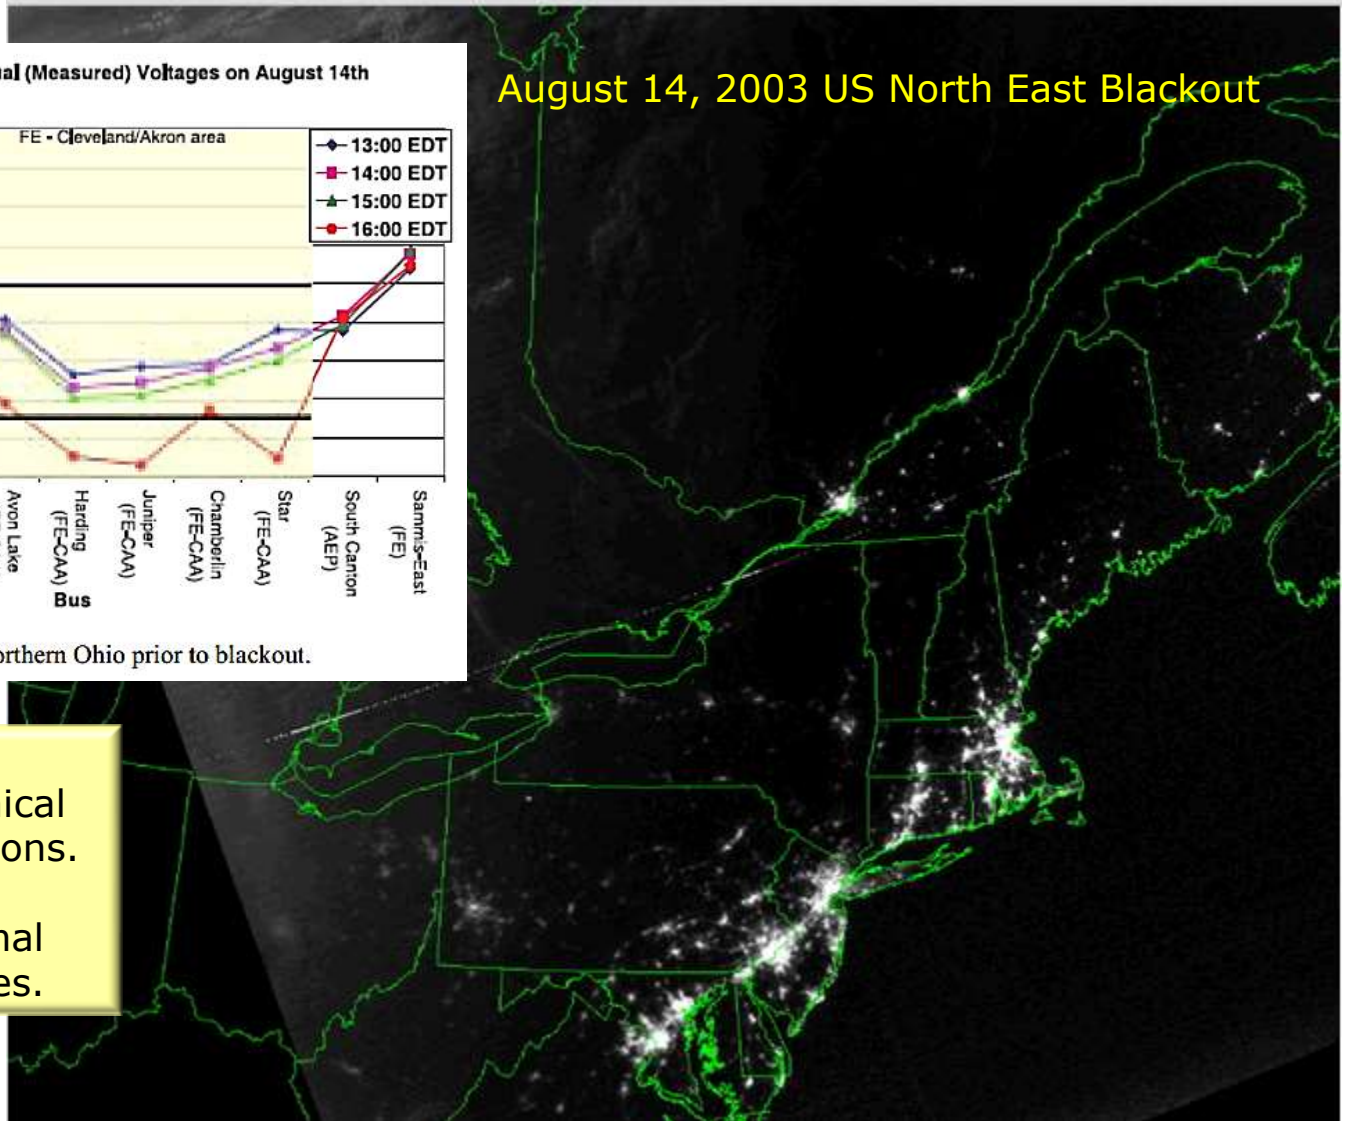 al (Measured) Voltages on August 14th
August 14, 2003 US North East Blackout
FE - Cleveland/Akron area
13:00 EDT
14:00 EDT
15:00 EDT
16:00 EDT
Avon Lake
Harding
(FE-CAA)
Juniper
(FE-CAA)
Chamberlin
(FE-CAA)
Star
(FE-CAA)
South Canton
(AEP)
Sammis-East
(FE)
Bus
orthern Ohio prior to blackout.
ical
ons.
nal
es.